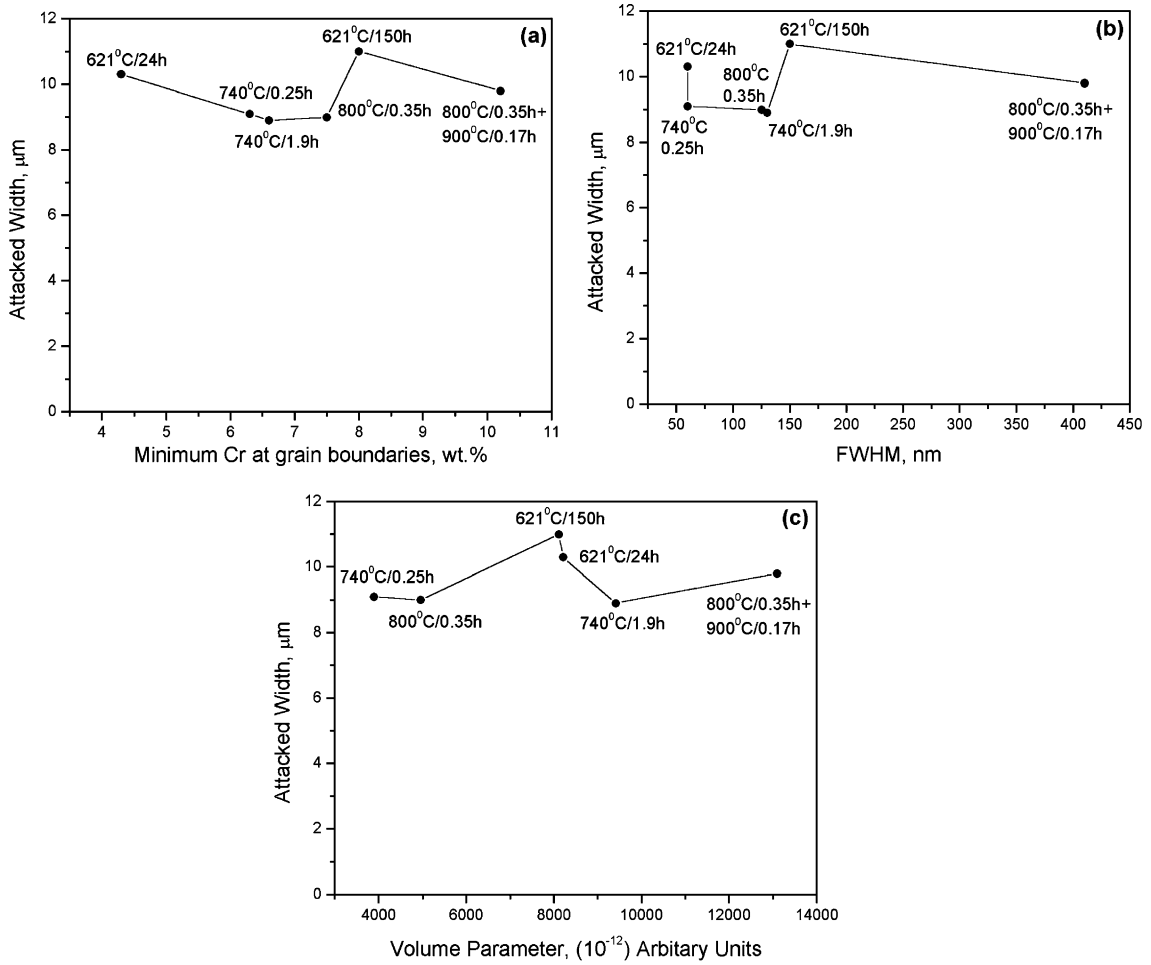 (a)
12
10
8
6
4
2
0
Attacked Width, μm
621⁰C/24h
740⁰C/0.25h
740⁰C/1.9h
800⁰C/0.35h
621⁰C/150h
800⁰C/0.35h+
900⁰C/0.17h
4 5 6 7 8 9 10 11
Minimum Cr at grain boundaries, wt.%
(b)
12
10
8
6
4
2
0
Attacked Width, μm
621⁰C/24h
740⁰C
0.25h
800⁰C
0.35h
740⁰C/1.9h
621⁰C/150h
800⁰C/0.35h+
900⁰C/0.17h
50 100 150 200 250 300 350 400 450
FWHM, nm
(c)
12
10
8
6
4
2
0
Attacked Width, μm
740⁰C/0.25h
800⁰C/0.35h
621⁰C/150h
621⁰C/24h
740⁰C/1.9h
800⁰C/0.35h+
900⁰C/0.17h
4000 6000 8000 10000 12000 14000
Volume Parameter, (10⁻¹²) Arbitary Units